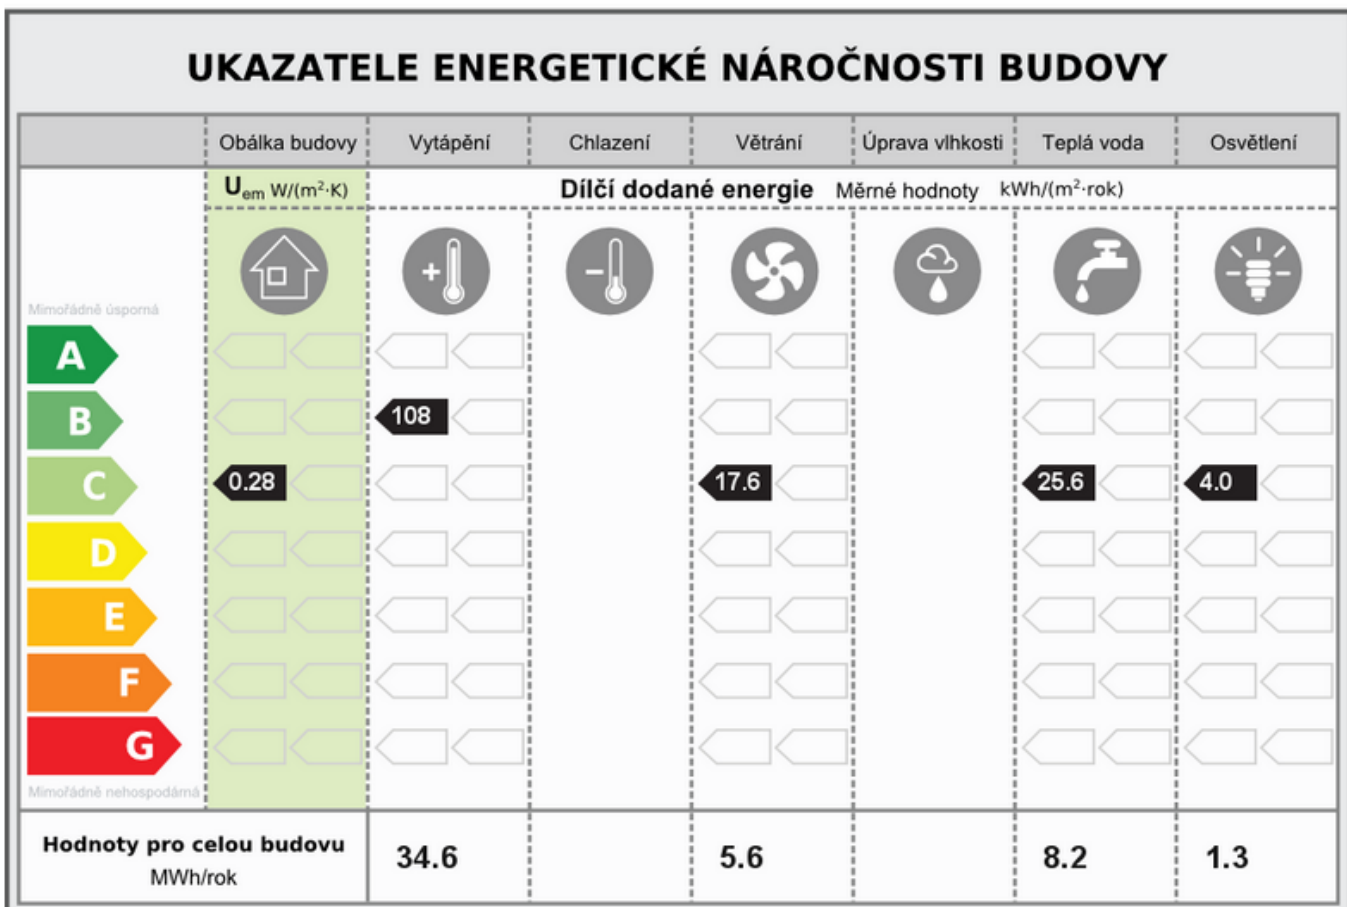 UKAZATELE ENERGETICKÉ NÁROČNOSTI BUDOVY
Obálka budovy Vytápění Chlazení Větrání Úprava vlhkosti Teplá voda Osvětlení
Uem W/(m²·K) Dílčí dodané energie Měrné hodnoty kWh/(m²·rok)
Mimořádně úsporná
A
B 108
C 0.28 17.6 25.6 4.0
D
E
F
G
Mimořádně nehospodárná
Hodnoty pro celou budovu
MWh/rok
34.6 5.6 8.2 1.3